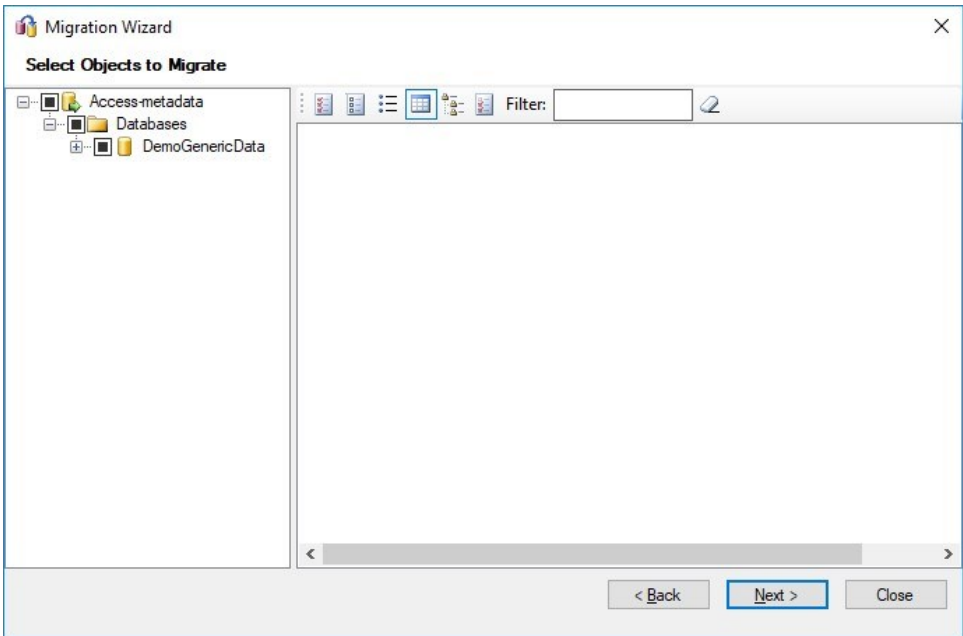 Migration Wizard
Select Objects to Migrate
Access-metadata
Databases
DemoGenericData
Filter:
< Back
Next >
Close